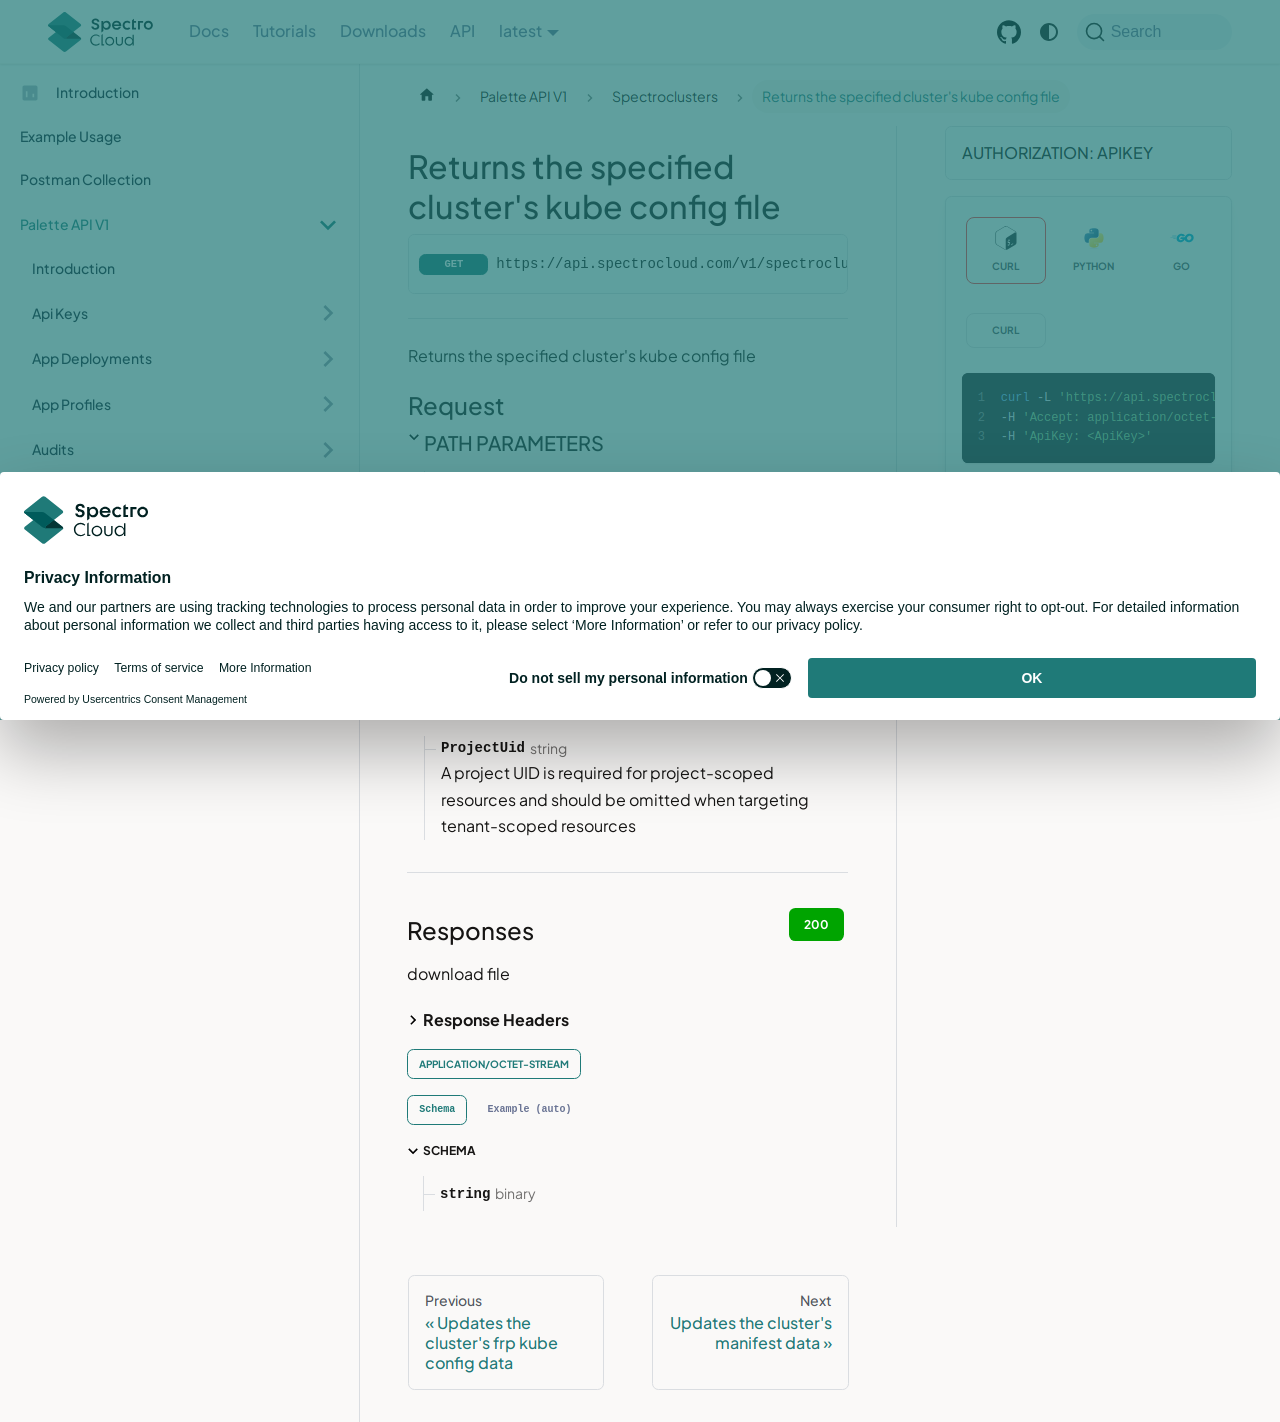 Spectro Cloud
Docs
Tutorials
Downloads
API
latest
Search
Introduction
Example Usage
Postman Collection
Palette API V1
Introduction
Api Keys
App Deployments
App Profiles
Audits
Palette API V1
Spectroclusters
Returns the specified cluster's kube config file
Returns the specified
cluster's kube config file
GET https://api.spectrocloud.com/v1/spectroclu
Returns the specified cluster's kube config file
Request
PATH PARAMETERS
AUTHORIZATION: APIKEY
CURL
PYTHON
GO
CURL
1 curl -L 'https://api.spectrocl
2 -H 'Accept: application/octet-
3 -H 'ApiKey: <ApiKey>'
Spectro
Cloud
Privacy Information
We and our partners are using tracking technologies to process personal data in order to improve your experience. You may always exercise your consumer right to opt-out. For detailed information
about personal information we collect and third parties having access to it, please select ‘More Information’ or refer to our privacy policy.
Privacy policy
Terms of service
More Information
Powered by Usercentrics Consent Management
Do not sell my personal information
OK
ProjectUid string
A project UID is required for project-scoped
resources and should be omitted when targeting
tenant-scoped resources
Responses
200
download file
Response Headers
APPLICATION/OCTET-STREAM
Schema
Example (auto)
SCHEMA
string binary
Previous
« Updates the
cluster's frp kube
config data
Next
Updates the cluster's
manifest data »